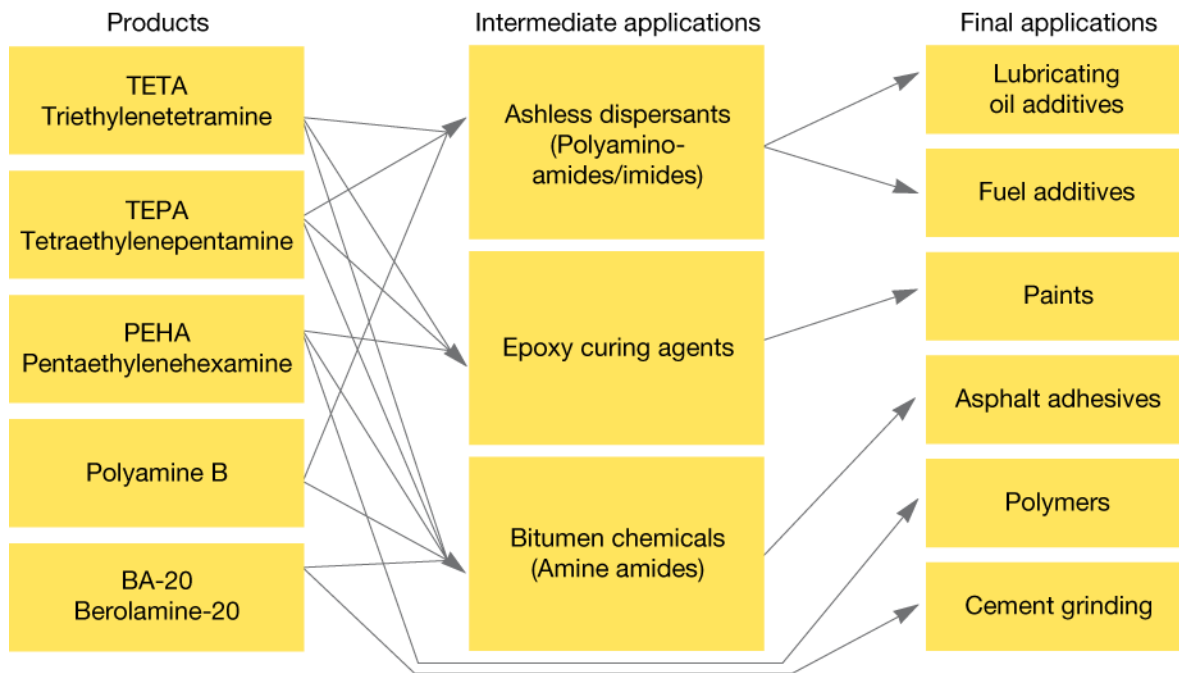 Products
TETA
Triethylenetetramine
TEPA
Tetraethylenepentamine
PEHA
Pentaethylenehexamine
Polyamine B
BA-20
Berolamine-20
Intermediate applications
Ashless dispersants
(Polyamino-
amides/imides)
Epoxy curing agents
Bitumen chemicals
(Amine amides)
Final applications
Lubricating
oil additives
Fuel additives
Paints
Asphalt adhesives
Polymers
Cement grinding